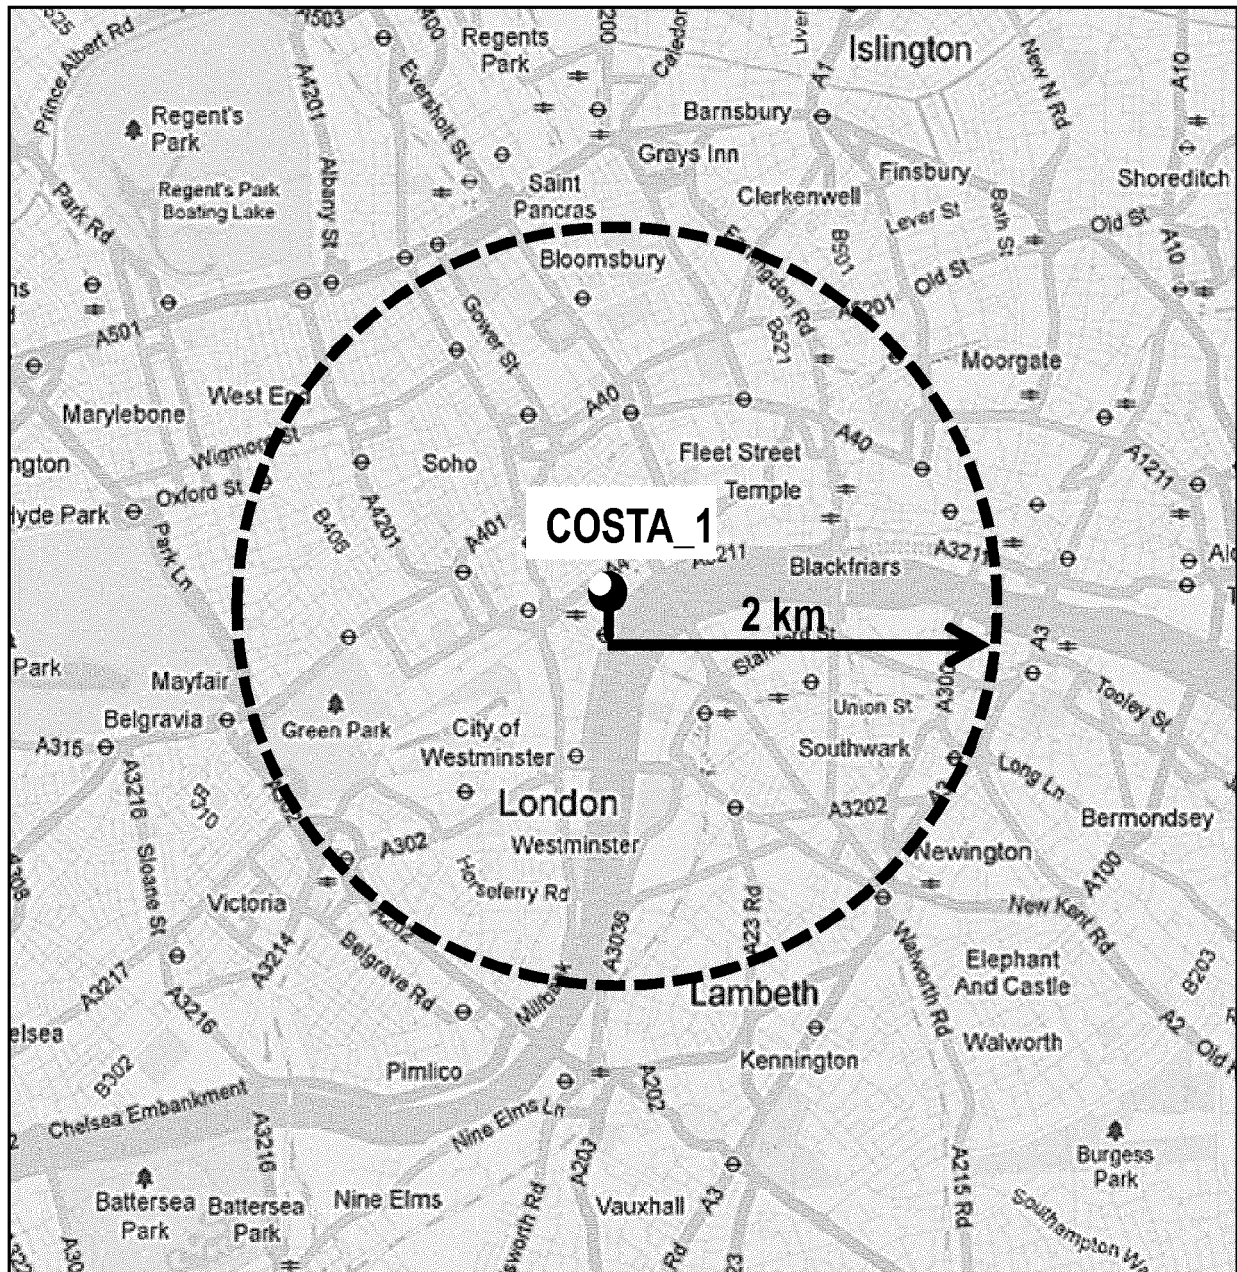 A503
A400
A200
Prince Albert Rd
Regents
Park
Islington
A1
New N Rd
A10
A4201
Eversholt St
Regent's
Park
Barnsbury
Grays Inn
Finsbury
Shoreditch
Regent's Park
Boating Lake
Albany St
Saint
Pancras
Clerkenwell
Lever St
Bath St
Old St
Park Rd
Bloomsbury
B501
Old St
A10
A501
Gower St
A5201
B521
Moorgate
West End
Marylebone
A40
Wigmore St
Soho
Fleet Street
A40
A1211
Oxford St
Temple
Hyde Park
B406
A4201
A401
COSTA_1
Park Ln
A3211
Blackfriars
2 km
A3
Park
Mayfair
Belgravia
Green Park
City of
Westminster
Union St
A300
Tooley St
A315
Southwark
Long Ln
A3216
London
A3202
A3
Bermondsey
A302
A302
Westminster
Newington
A100
Sloane St
Horseferry Rd
Victoria
A202
A3036
A23 Rd
New Kent Rd
A3214
Belgrave Rd
Walworth Rd
Elephant
And Castle
B203
A3217
A3216
Millbank
Lambeth
A2
Walworth
B302
Pimlico
Kennington
Chelsea Embankment
A202
Nine Elms Ln
A3216
A203
A215 Rd
Burgess
Park
Battersea
Park
Battersea
Park
Nine Elms
Vauxhall
A3
Southampton